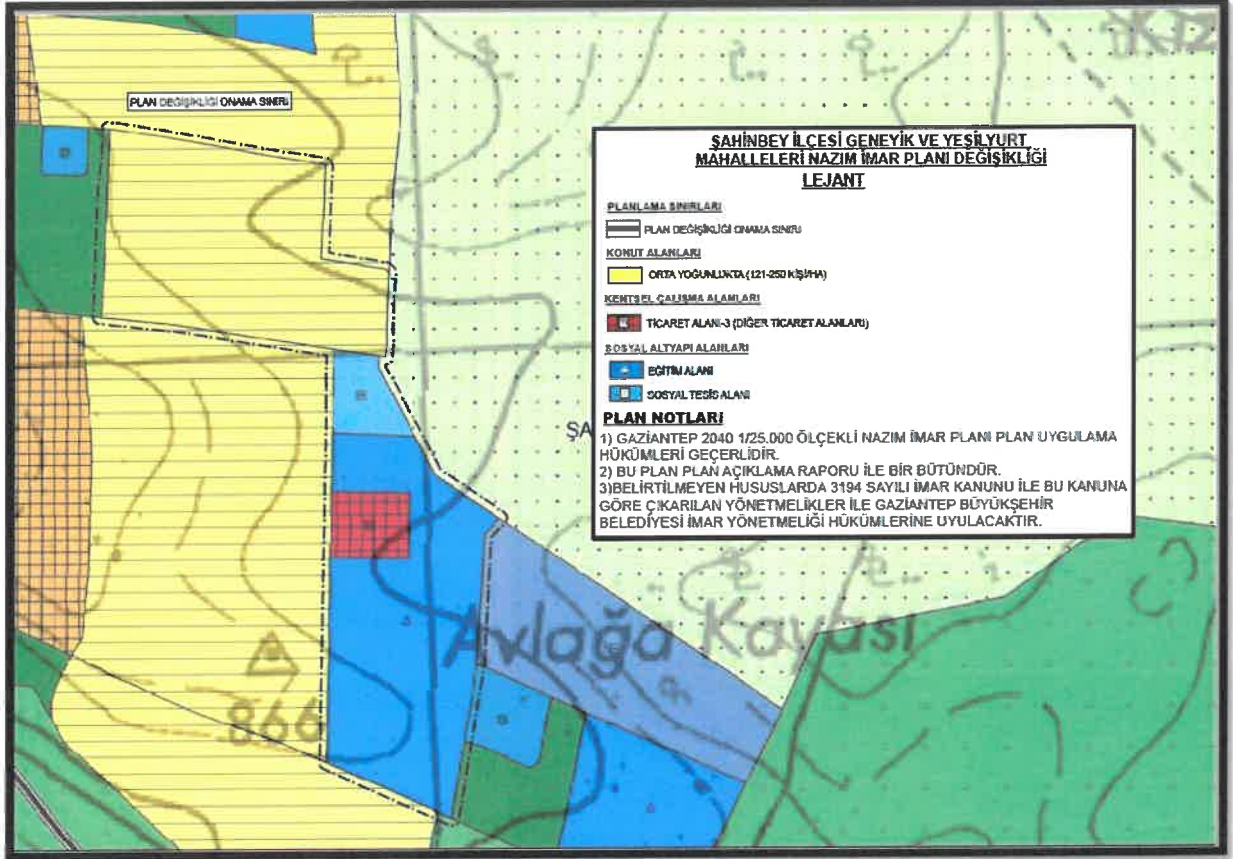 PLAN DEĞİŞİKLİĞİ ONAMA SINIRI
ŞAHİNBEY İLÇESİ GENEYİK VE YEŞİLYURT
MAHALLELERİ NAZIM İMAR PLANI DEĞİŞİKLİĞİ
LEJANT
PLANLAMA SINIRLARI
PLAN DEĞİŞİKLİĞİ ONAMA SINIRI
KONUT ALANLARI
ORTA YOĞUNLUKTA (121-250 KİŞİ/HA)
KENTSEL ÇALIŞMA ALANLARI
TİCARET ALANI-3 (DİĞER TİCARET ALANLARI)
SOSYAL ALTYAPI ALANLARI
EĞİTİM ALANI
SOSYAL TESİS ALANI
PLAN NOTLARI
1) GAZİANTEP 2040 1/25.000 ÖLÇEKLİ NAZIM İMAR PLANI PLAN UYGULAMA
HÜKÜMLERİ GEÇERLİDİR.
2) BU PLAN PLAN AÇIKLAMA RAPORU İLE BİR BÜTÜNDÜR.
3)BELİRTİLMEYEN HUSUSLARDA 3194 SAYILI İMAR KANUNU İLE BU KANUNA
GÖRE ÇIKARILAN YÖNETMELİKLER İLE GAZİANTEP BÜYÜKŞEHİR
BELEDİYESİ İMAR YÖNETMELİĞİ HÜKÜMLERİNE UYULACAKTIR.
ŞA
Avlağa Kayası
866